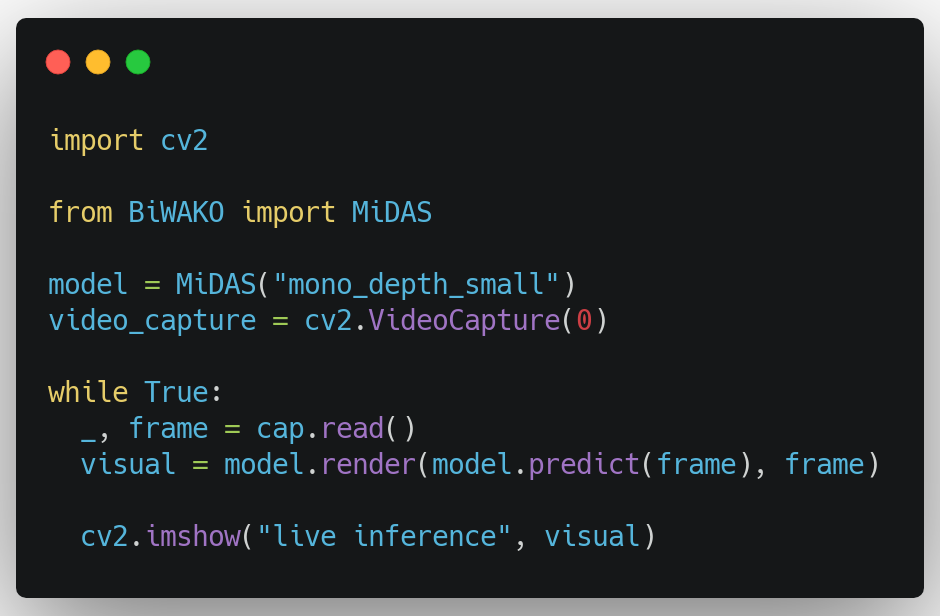 import cv2
from BiWAKO import MiDAS
model = MiDAS("mono_depth_small")
video_capture = cv2.VideoCapture(0)
while True:
  _, frame = cap.read()
  visual = model.render(model.predict(frame), frame)
  cv2.imshow("live inference", visual)